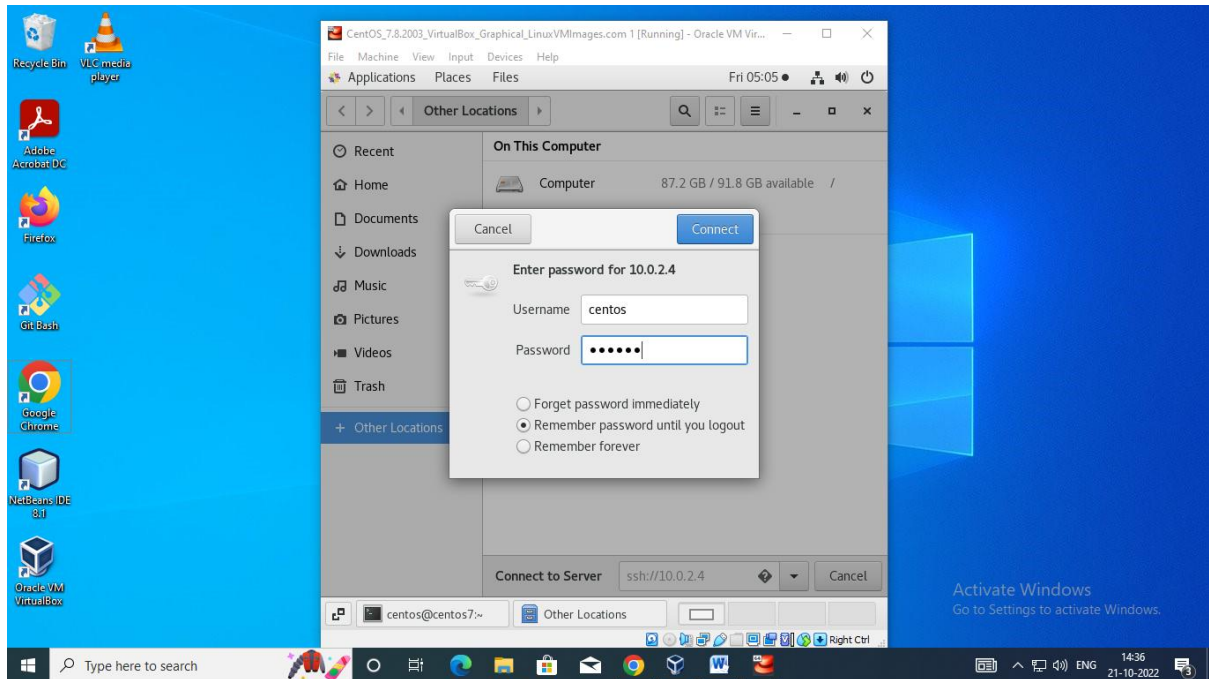 Recycle Bin
VLC media
player
Adobe
Acrobat DC
Firefox
Git Bash
Google
Chrome
NetBeans IDE
8.1
Oracle VM
VirtualBox
CentOS_7.8.2003_VirtualBox_Graphical_LinuxVMImages.com 1 [Running] - Oracle VM Vir...
File Machine View Input Devices Help
Applications Places Files Fri 05:05
Other Locations
Recent
Home
Documents
Downloads
Music
Pictures
Videos
Trash
+ Other Locations
On This Computer
Computer 87.2 GB / 91.8 GB available /
Cancel Connect
Enter password for 10.0.2.4
Username centos
Password ••••••
Forget password immediately
Remember password until you logout
Remember forever
Connect to Server ssh://10.0.2.4 Cancel
centos@centos7:~ Other Locations
Right Ctrl
Activate Windows
Go to Settings to activate Windows.
Type here to search
ENG
14:36
21-10-2022
3